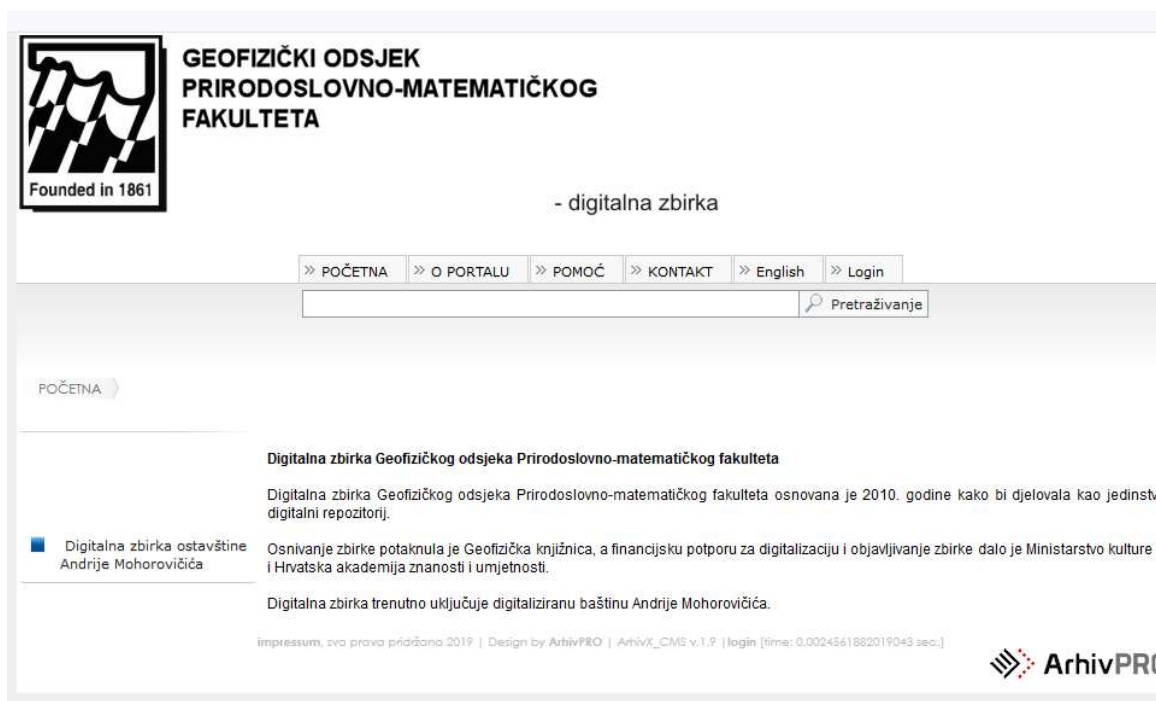 GEOFIZIČKI ODSJEK
PRIRODOSLOVNO-MATEMATIČKOG
FAKULTETA
Founded in 1861
- digitalna zbirka
» POČETNA » O PORTALU » POMOĆ » KONTAKT » English » Login
Pretraživanje
POČETNA
Digitalna zbirka Geofizičkog odsjeka Prirodoslovno-matematičkog fakulteta
Digitalna zbirka Geofizičkog odsjeka Prirodoslovno-matematičkog fakulteta osnovana je 2010. godine kako bi djelovala kao
digitalni repozitorij.
Digitalna zbirka ostavštine
Andrije Mohorovičića
Osnivanje zbirke potaknula je Geofizička knjižnica, a financijsku potporu za digitalizaciju i objavljivanje zbirke dalo je Ministarstvo kulture
i Hrvatska akademija znanosti i umjetnosti.
Digitalna zbirka trenutno uključuje digitaliziranu baštinu Andrije Mohorovičića.
impressum, sva prava pridržana 2019 | Design by ArhivPRO | ArhivX_CMS v.1.9 | login [time: 0.0024561882019043 sec.]
ArhivPRO